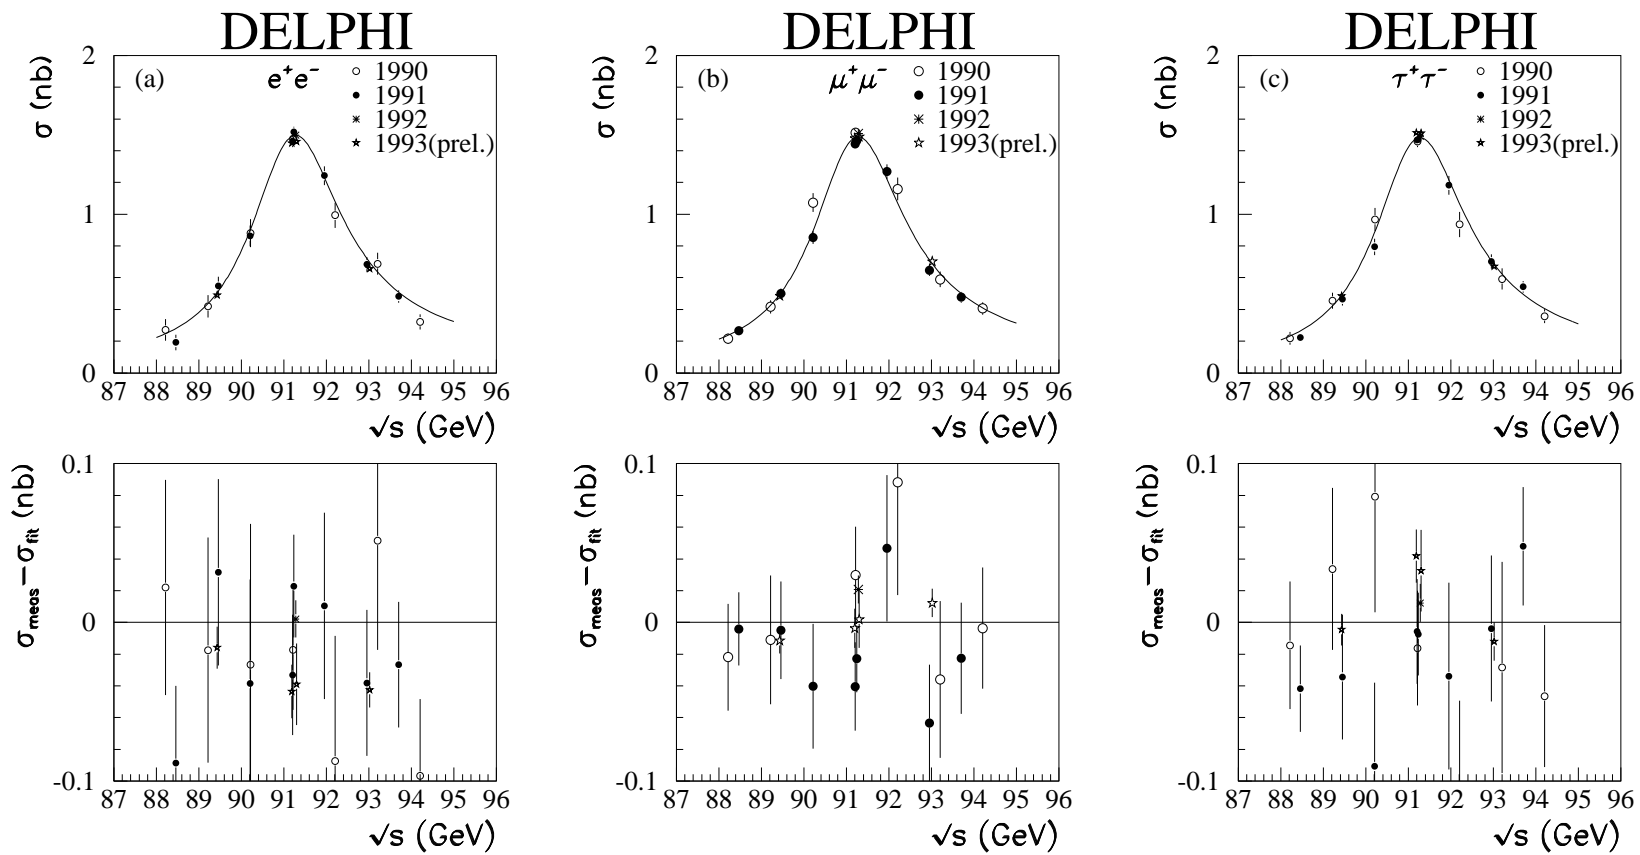 DELPHI
2
1
0
σ (nb)
(a)
e⁺e⁻
1990
1991
1992
1993(prel.)
87 88 89 90 91 92 93 94 95 96
√s (GeV)
DELPHI
2
1
0
σ (nb)
(b)
μ⁺μ⁻
1990
1991
1992
1993(prel.)
87 88 89 90 91 92 93 94 95 96
√s (GeV)
DELPHI
2
1
0
σ (nb)
(c)
τ⁺τ⁻
1990
1991
1992
1993(prel.)
87 88 89 90 91 92 93 94 95 96
√s (GeV)
0.1
0
-0.1
σmeas−σfit (nb)
87 88 89 90 91 92 93 94 95 96
√s (GeV)
0.1
0
-0.1
σmeas−σfit (nb)
87 88 89 90 91 92 93 94 95 96
√s (GeV)
0.1
0
-0.1
σmeas−σfit (nb)
87 88 89 90 91 92 93 94 95 96
√s (GeV)